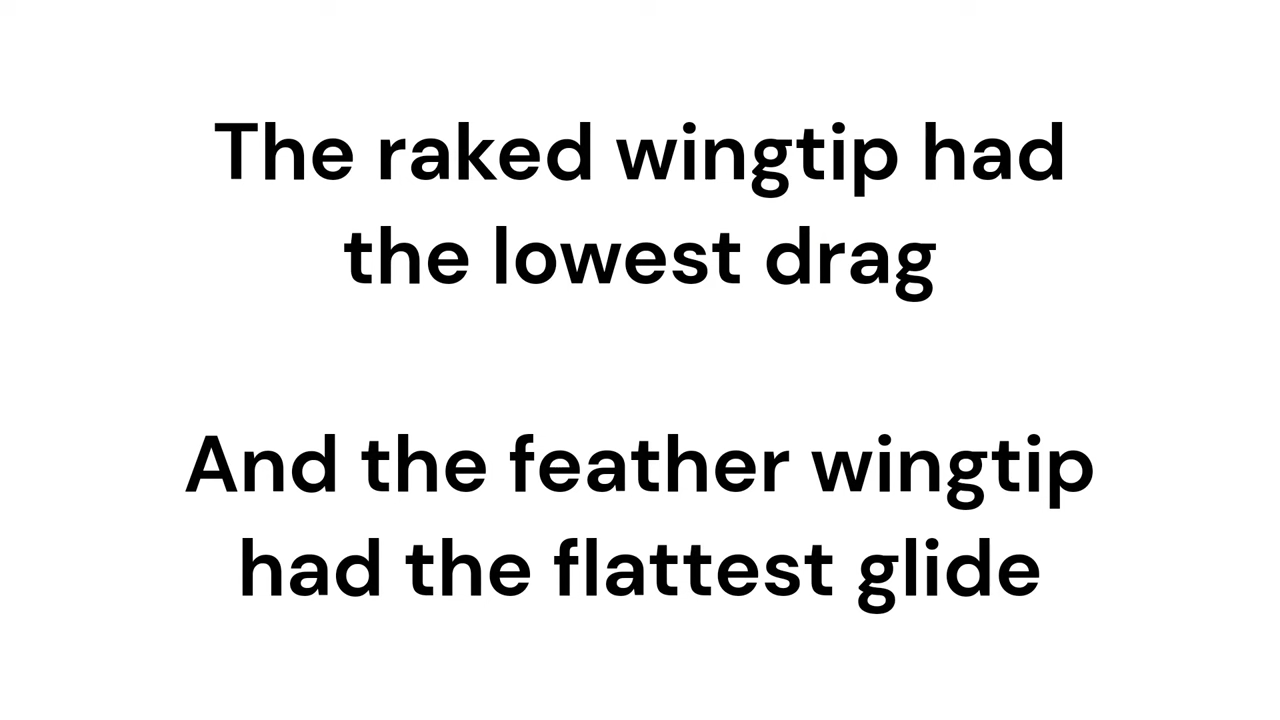 The raked wingtip had
the lowest drag
And the feather wingtip
had the flattest glide